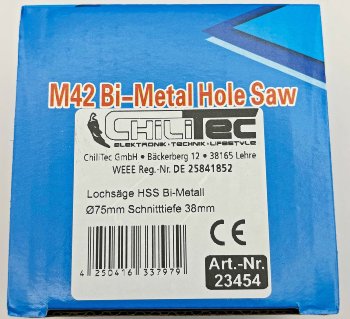 M42 Bi-Metal Hole Saw
CHILITEC
ELEKTRONIK • TECHNIK • LIFESTYLE
ChiliTec GmbH • Bäckerberg 12 • 38165 Lehre
WEEE Reg.-Nr. DE 25841852
Lochsäge HSS Bi-Metall
Ø75mm Schnitttiefe 38mm
4 250416 337979
CE
Art.-Nr.
23454